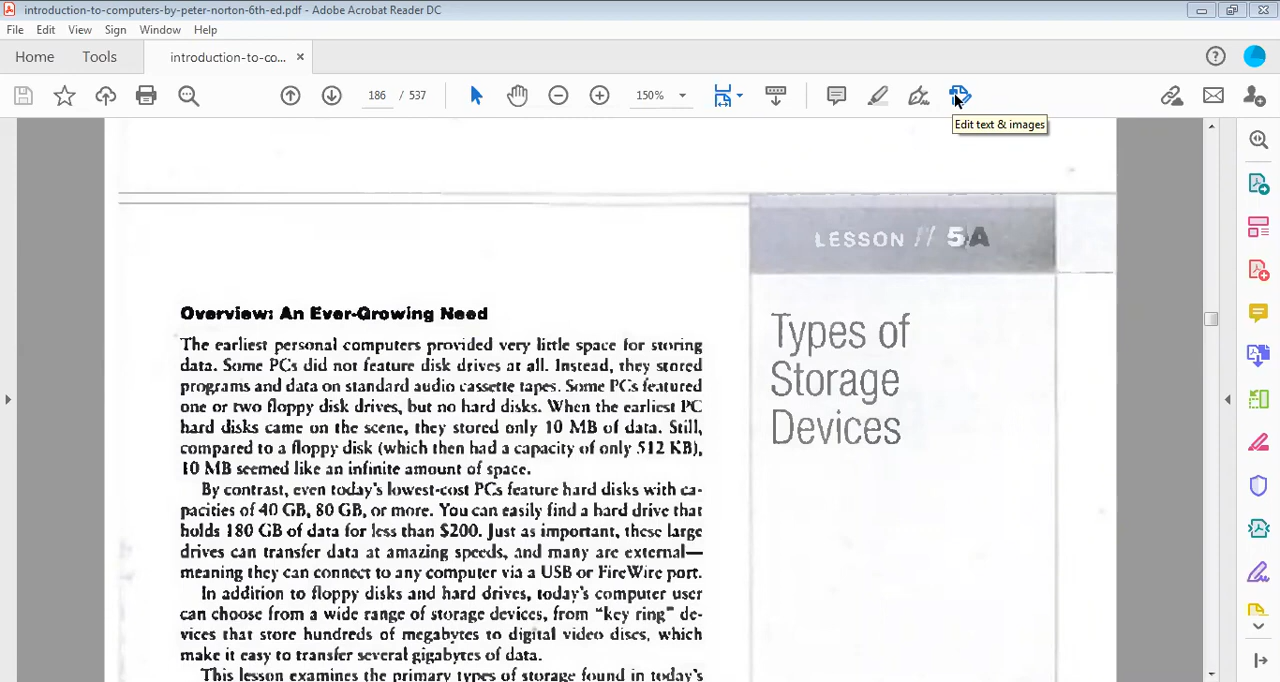 introduction-to-computers-by-peter-norton-6th-ed.pdf - Adobe Acrobat Reader DC
File Edit View Sign Window Help
Home Tools introduction-to-co... ×
186 / 537 150%
Edit text & images
LESSON // 5A
Types of
Storage
Devices
Overview: An Ever-Growing Need
The earliest personal computers provided very little space for storing
data. Some PCs did not feature disk drives at all. Instead, they stored
programs and data on standard audio cassette tapes. Some PCs featured
one or two floppy disk drives, but no hard disks. When the earliest PC
hard disks came on the scene, they stored only 10 MB of data. Still,
compared to a floppy disk (which then had a capacity of only 512 KB),
10 MB seemed like an infinite amount of space.
By contrast, even today's lowest-cost PCs feature hard disks with ca-
pacities of 40 GB, 80 GB, or more. You can easily find a hard drive that
holds 180 GB of data for less than $200. Just as important, these large
drives can transfer data at amazing speeds, and many are external—
meaning they can connect to any computer via a USB or FireWire port.
In addition to floppy disks and hard drives, today's computer user
can choose from a wide range of storage devices, from "key ring" de-
vices that store hundreds of megabytes to digital video discs, which
make it easy to transfer several gigabytes of data.
This lesson examines the primary types of storage found in today's